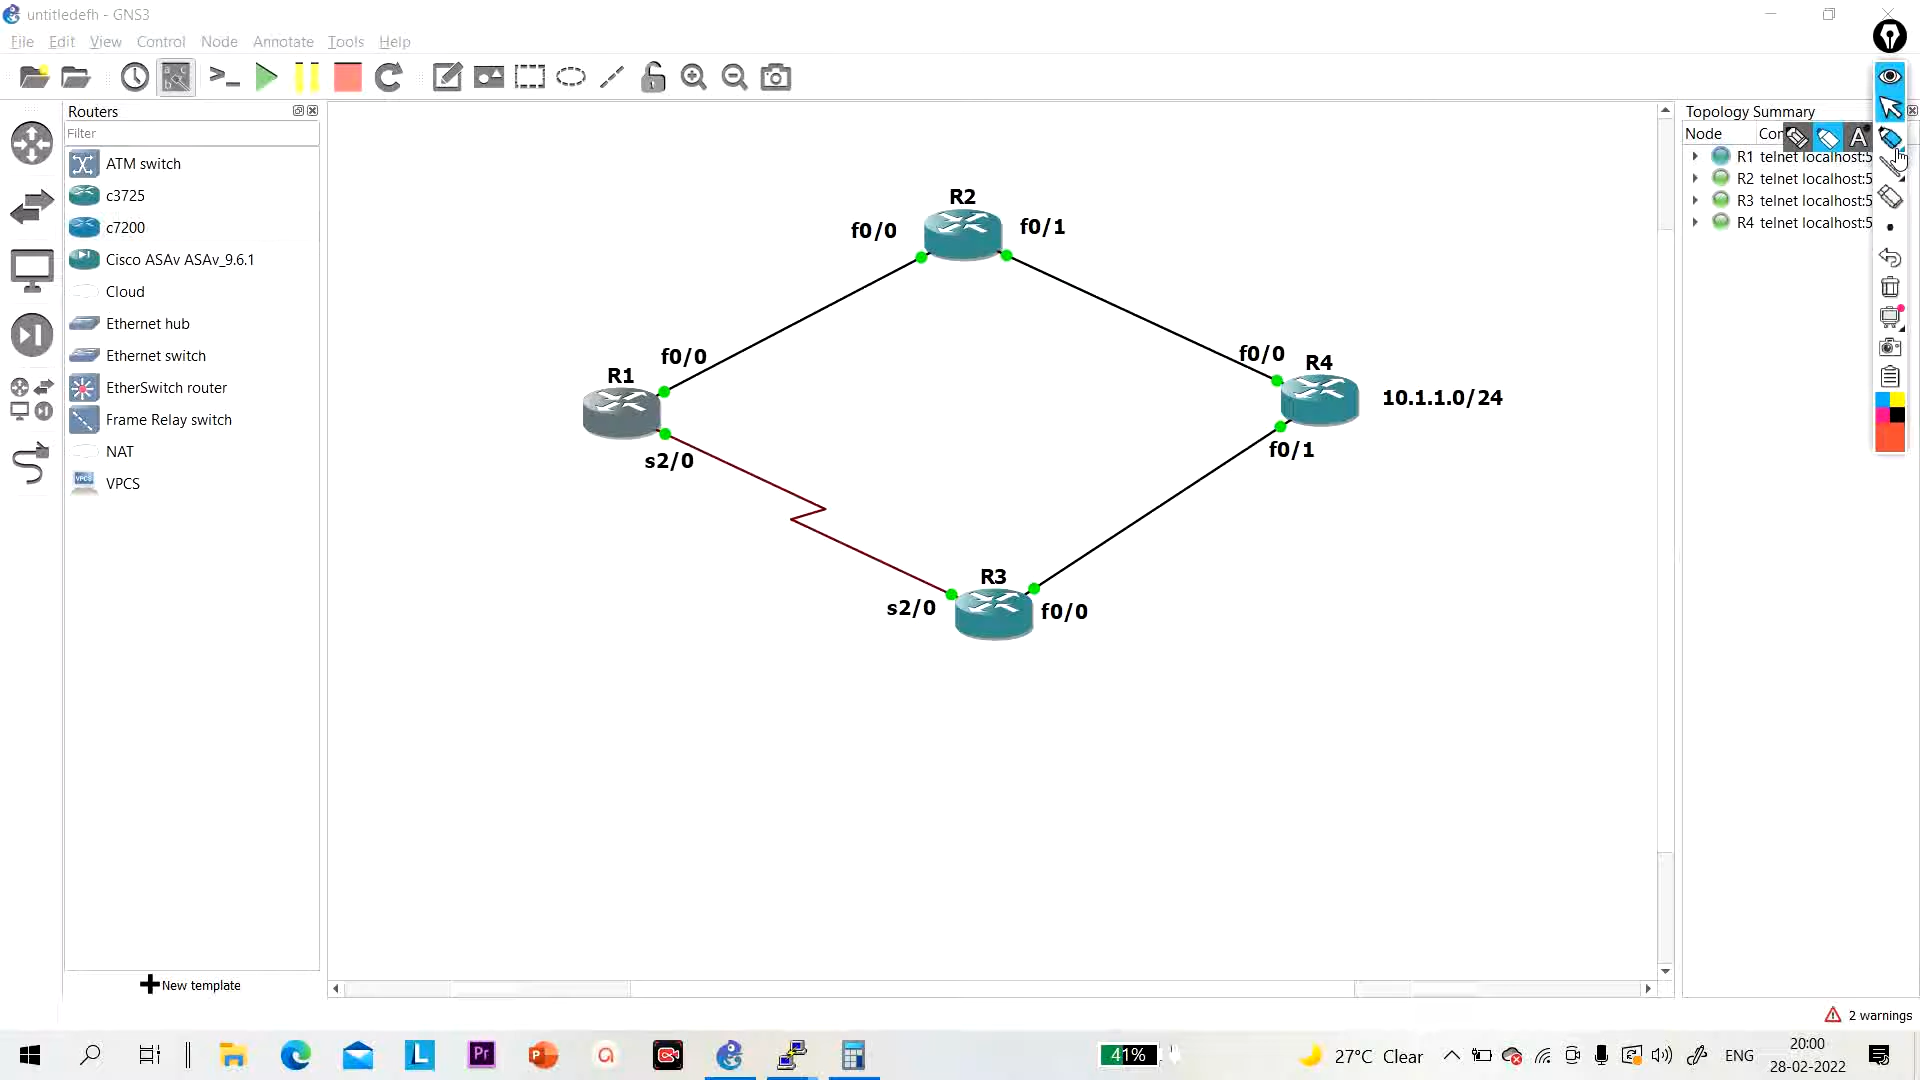 untitledefh - GNS3
File Edit View Control Node Annotate Tools Help
Routers
Filter
ATM switch
c3725
c7200
Cisco ASAv ASAv_9.6.1
Cloud
Ethernet hub
Ethernet switch
EtherSwitch router
Frame Relay switch
NAT
VPCS
New template
R2
f0/0
f0/1
R1
f0/0
s2/0
f0/0
R4
10.1.1.0/24
f0/1
R3
s2/0
f0/0
Topology Summary
Node
A
R1 telnet localhost:5
R2 telnet localhost:5
R3 telnet localhost:5
R4 telnet localhost:5
2 warnings
L
Pr
P
41%
27°C Clear
ENG
20:00
28-02-2022